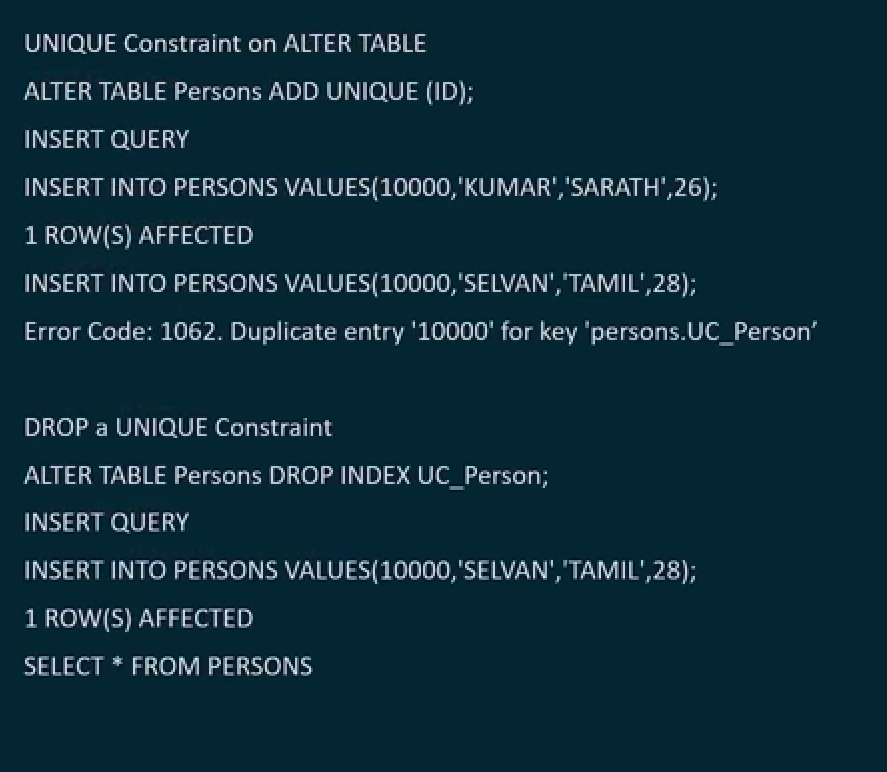 UNIQUE Constraint on ALTER TABLE
ALTER TABLE Persons ADD UNIQUE (ID);
INSERT QUERY
INSERT INTO PERSONS VALUES(10000,'KUMAR','SARATH',26);
1 ROW(S) AFFECTED
INSERT INTO PERSONS VALUES(10000,'SELVAN','TAMIL',28);
Error Code: 1062. Duplicate entry '10000' for key 'persons.UC_Person’
DROP a UNIQUE Constraint
ALTER TABLE Persons DROP INDEX UC_Person;
INSERT QUERY
INSERT INTO PERSONS VALUES(10000,'SELVAN','TAMIL',28);
1 ROW(S) AFFECTED
SELECT * FROM PERSONS